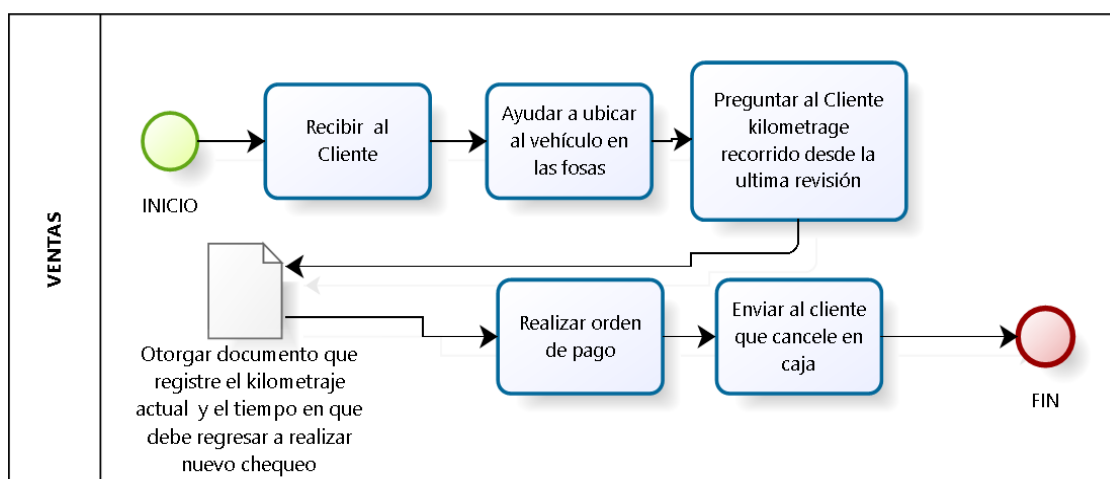 VENTAS
INICIO
Recibir al
Cliente
Ayudar a ubicar
al vehículo en
las fosas
Preguntar al Cliente
kilometrage
recorrido desde la
ultima revisión
Otorgar documento que
registre el kilometraje
actual y el tiempo en que
debe regresar a realizar
nuevo chequeo
Realizar orden
de pago
Enviar al cliente
que cancele en
caja
FIN